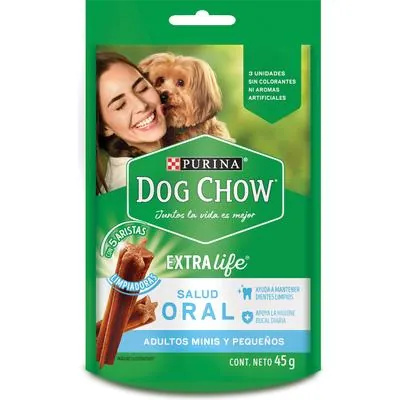 3 UNIDADES
SIN COLORANTES
NI AROMAS
ARTIFICIALES
PURINA
DOG CHOW
Juntos la vida es mejor
CON 5 ARISTAS
LIMPIADORAS
EXTRA life
SALUD
ORAL
AYUDA A MANTENER
DIENTES LIMPIOS
APOYA LA HIGIENE
BUCAL DIARIA
ADULTOS MINIS Y PEQUEÑOS
CONT. NETO 45 g